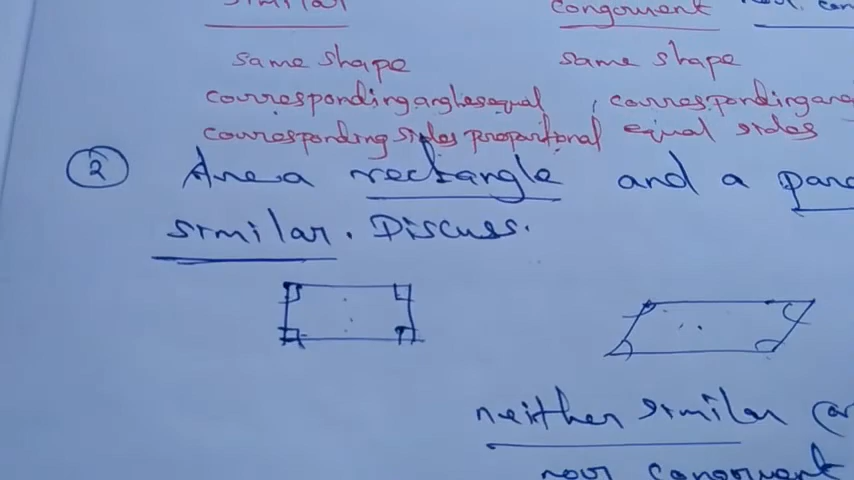 similar congruent
same shape same shape
corresponding angles equal , corresponding ang
corresponding sides proportional equal sides
2 Are a rectangle and a para
similar. Discuss.
neither similar (or
nor congruent